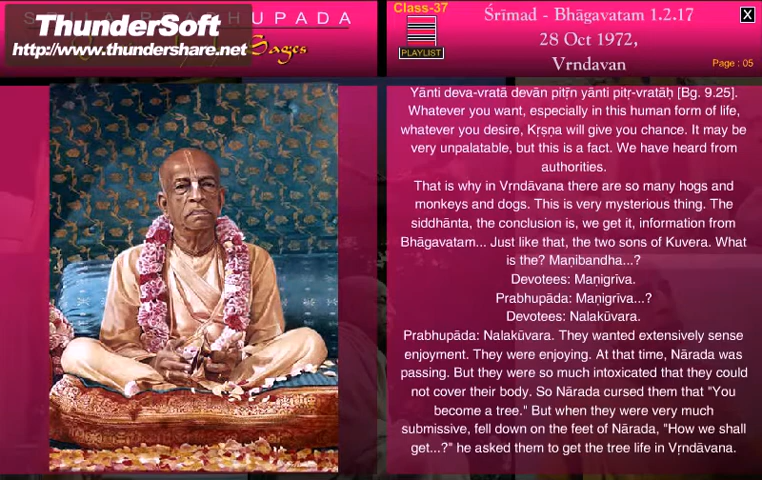 SRILA PRABHUPADA
ThunderSoft
http://www.thundershare.net
Sages
Class-37
PLAYLIST
Śrīmad - Bhāgavatam 1.2.17
28 Oct 1972,
Vrndavan
X
Page : 05
Yānti deva-vratā devān pitṝn yānti pitṛ-vratāḥ [Bg. 9.25].
Whatever you want, especially in this human form of life,
whatever you desire, Kṛṣṇa will give you chance. It may be
very unpalatable, but this is a fact. We have heard from
authorities.
That is why in Vṛndāvana there are so many hogs and
monkeys and dogs. This is very mysterious thing. The
siddhānta, the conclusion is, we get it, information from
Bhāgavatam... Just like that, the two sons of Kuvera. What
is the? Maṇibandha...?
Devotees: Maṇigrīva.
Prabhupāda: Maṇigrīva...?
Devotees: Nalakūvara.
Prabhupāda: Nalakūvara. They wanted extensively sense
enjoyment. They were enjoying. At that time, Nārada was
passing. But they were so much intoxicated that they could
not cover their body. So Nārada cursed them that "You
become a tree." But when they were very much
submissive, fell down on the feet of Nārada, "How we shall
get...?" he asked them to get the tree life in Vṛndāvana.